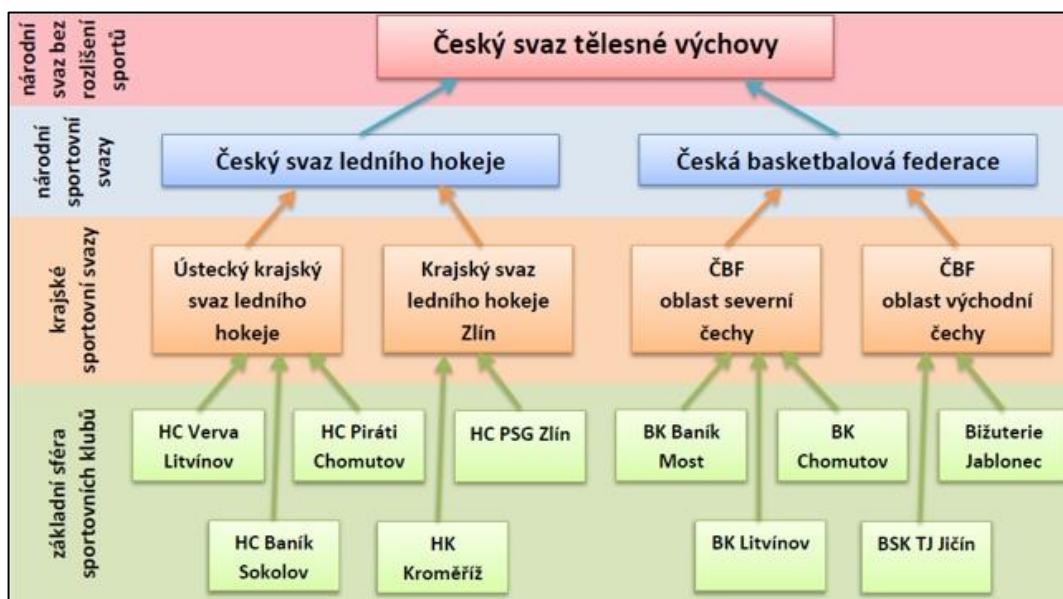 národní
svaz bez
rozlišení
sportů
Český svaz tělesné výchovy
národní
sportovní
svazy
Český svaz ledního hokeje
Česká basketbalová federace
krajské
sportovní svazy
Ústecký krajský
svaz ledního
hokeje
Krajský svaz
ledního hokeje
Zlín
ČBF
oblast severní
čechy
ČBF
oblast východní
čechy
základní sféra
sportovních klubů
HC Verva
Litvínov
HC Piráti
Chomutov
HC PSG Zlín
BK Baník
Most
BK
Chomutov
Bižuterie
Jablonec
HC Baník
Sokolov
HK
Kroměříž
BK Litvínov
BSK TJ Jičín